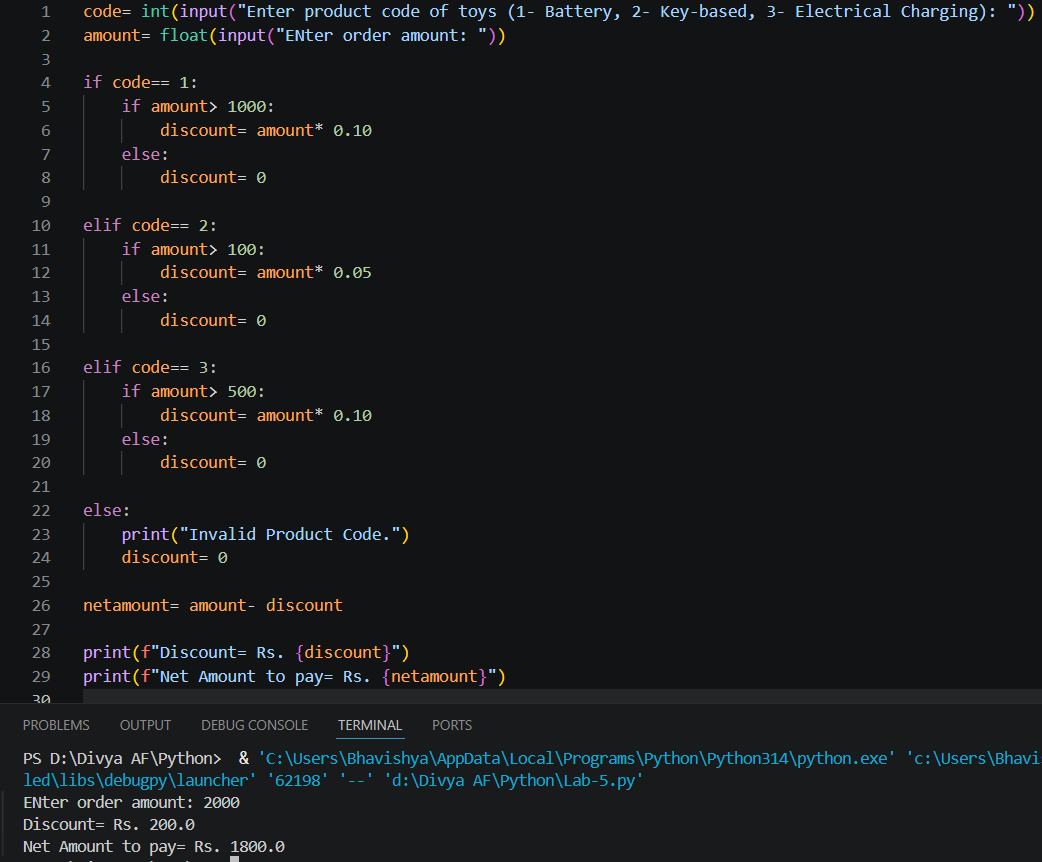 1 code= int(input("Enter product code of toys (1- Battery, 2- Key-based, 3- Electrical Charging): "))
2 amount= float(input("ENter order amount: "))
3
4 if code== 1:
5     if amount> 1000:
6         discount= amount* 0.10
7     else:
8         discount= 0
9
10 elif code== 2:
11     if amount> 100:
12         discount= amount* 0.05
13     else:
14         discount= 0
15
16 elif code== 3:
17     if amount> 500:
18         discount= amount* 0.10
19     else:
20         discount= 0
21
22 else:
23     print("Invalid Product Code.")
24     discount= 0
25
26 netamount= amount- discount
27
28 print(f"Discount= Rs. {discount}")
29 print(f"Net Amount to pay= Rs. {netamount}")
30
PROBLEMS OUTPUT DEBUG CONSOLE TERMINAL PORTS
PS D:\Divya AF\Python>  & 'C:\Users\Bhavishya\AppData\Local\Programs\Python\Python314\python.exe' 'c:\Users\Bhavi
led\libs\debugpy\launcher' '62198' '--' 'd:\Divya AF\Python\Lab-5.py'
ENter order amount: 2000
Discount= Rs. 200.0
Net Amount to pay= Rs. 1800.0